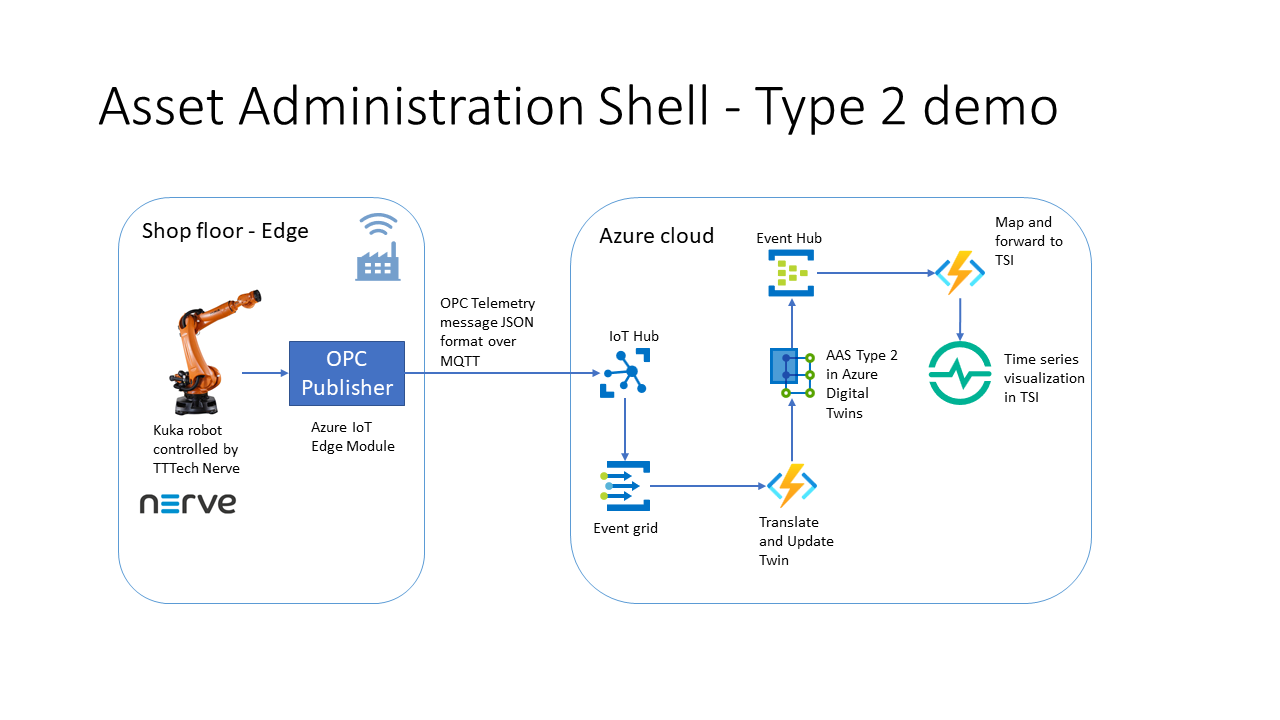 Asset Administration Shell - Type 2 demo
Shop floor - Edge
OPC
Publisher
Kuka robot
controlled by
TTTech Nerve
nerve
Azure IoT
Edge Module
OPC Telemetry
message JSON
format over
MQTT
Azure cloud
IoT Hub
Event grid
Translate
and Update
Twin
AAS Type 2
in Azure
Digital
Twins
Event Hub
Map and
forward to
TSI
Time series
visualization
in TSI